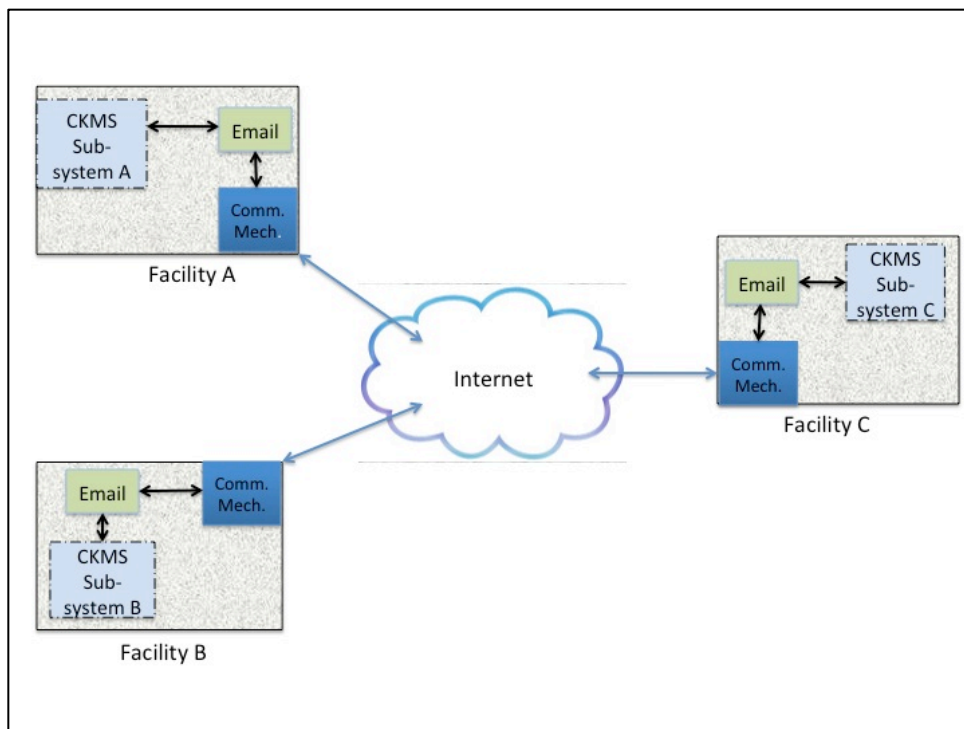 CKMS
Sub-
system A
Email
Comm.
Mech.
Facility A
Internet
Email
CKMS
Sub-
system C
Comm.
Mech.
Facility C
Email
Comm.
Mech.
CKMS
Sub-
system B
Facility B